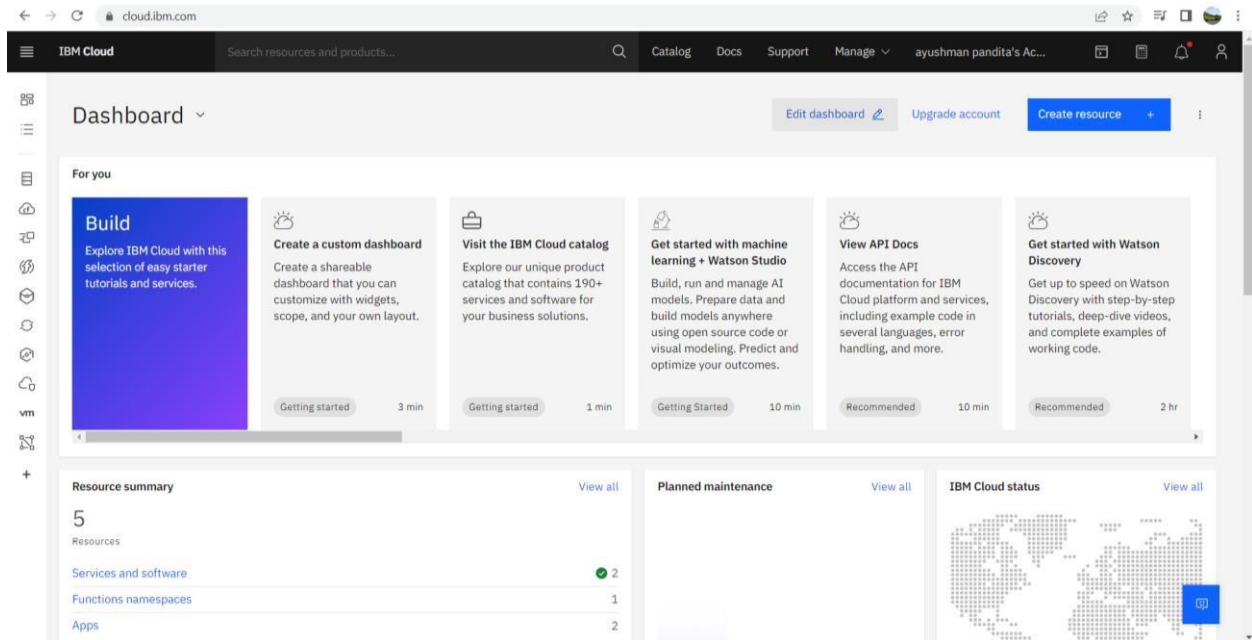 cloud.ibm.com
IBM Cloud
Search resources and products...
Catalog
Docs
Support
Manage
ayushman pandita's Ac...
Dashboard
Edit dashboard
Upgrade account
Create resource +
For you
Build
Explore IBM Cloud with this
selection of easy starter
tutorials and services.
Create a custom dashboard
Create a shareable
dashboard that you can
customize with widgets,
scope, and your own layout.
Getting started
3 min
Visit the IBM Cloud catalog
Explore our unique product
catalog that contains 190+
services and software for
your business solutions.
Getting started
1 min
Get started with machine
learning + Watson Studio
Build, run and manage AI
models. Prepare data and
build models anywhere
using open source code or
visual modeling. Predict and
optimize your outcomes.
Getting Started
10 min
View API Docs
Access the API
documentation for IBM
Cloud platform and services,
including example code in
several languages, error
handling, and more.
Recommended
10 min
Get started with Watson
Discovery
Get up to speed on Watson
Discovery with step-by-step
tutorials, deep-dive videos,
and complete examples of
working code.
Recommended
2 hr
vm
Resource summary
View all
5
Resources
Services and software
2
Functions namespaces
1
Apps
2
Planned maintenance
View all
IBM Cloud status
View all